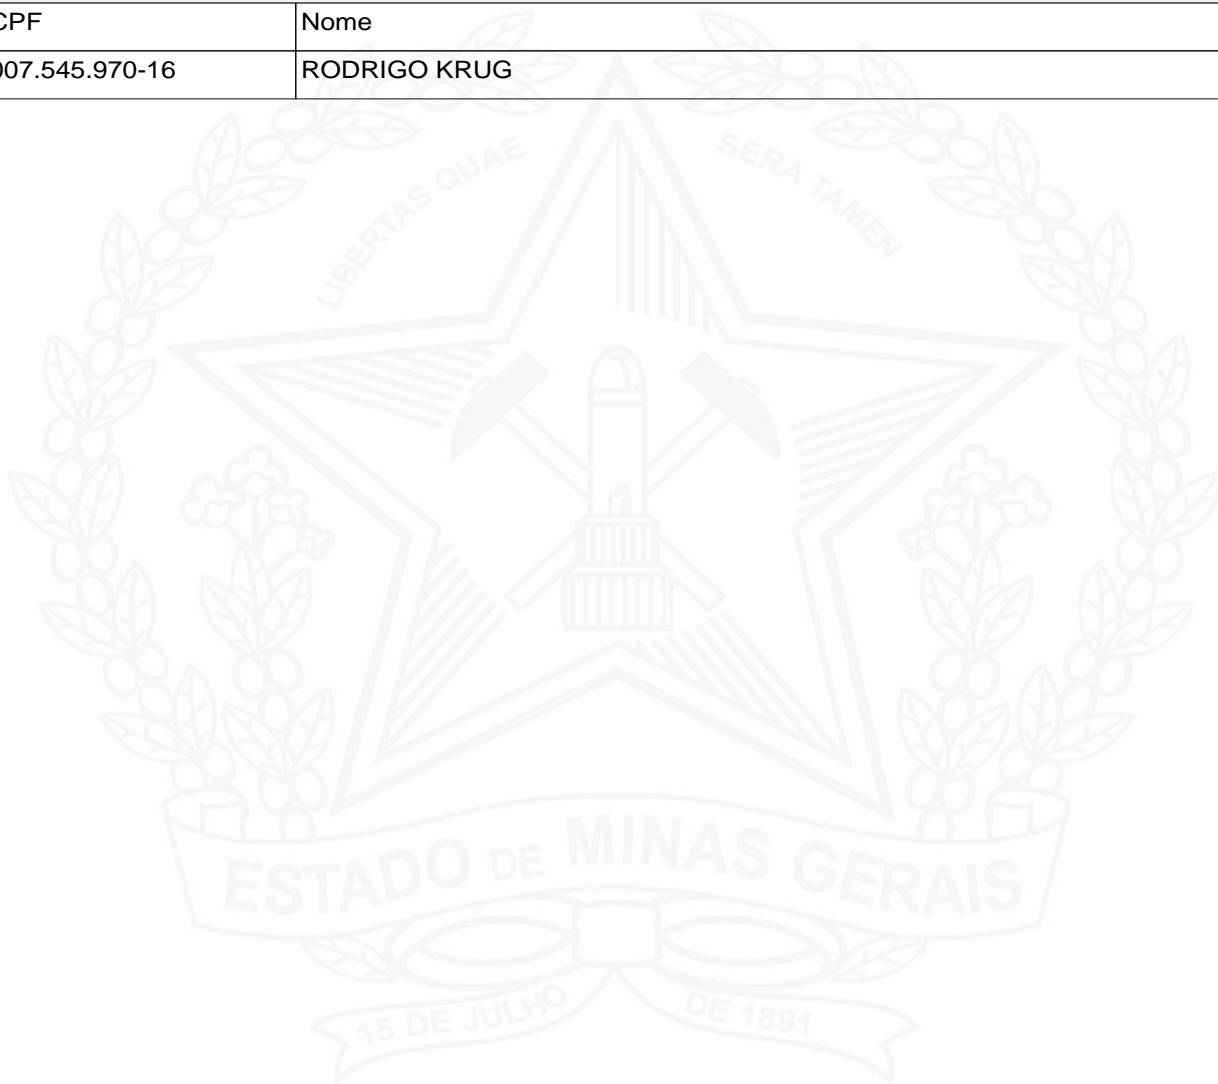 CPF Nome
007.545.970-16 RODRIGO KRUG
LIBERTAS QUAE SERA TAMEN
ESTADO DE MINAS GERAIS
15 DE JULHO DE 1891